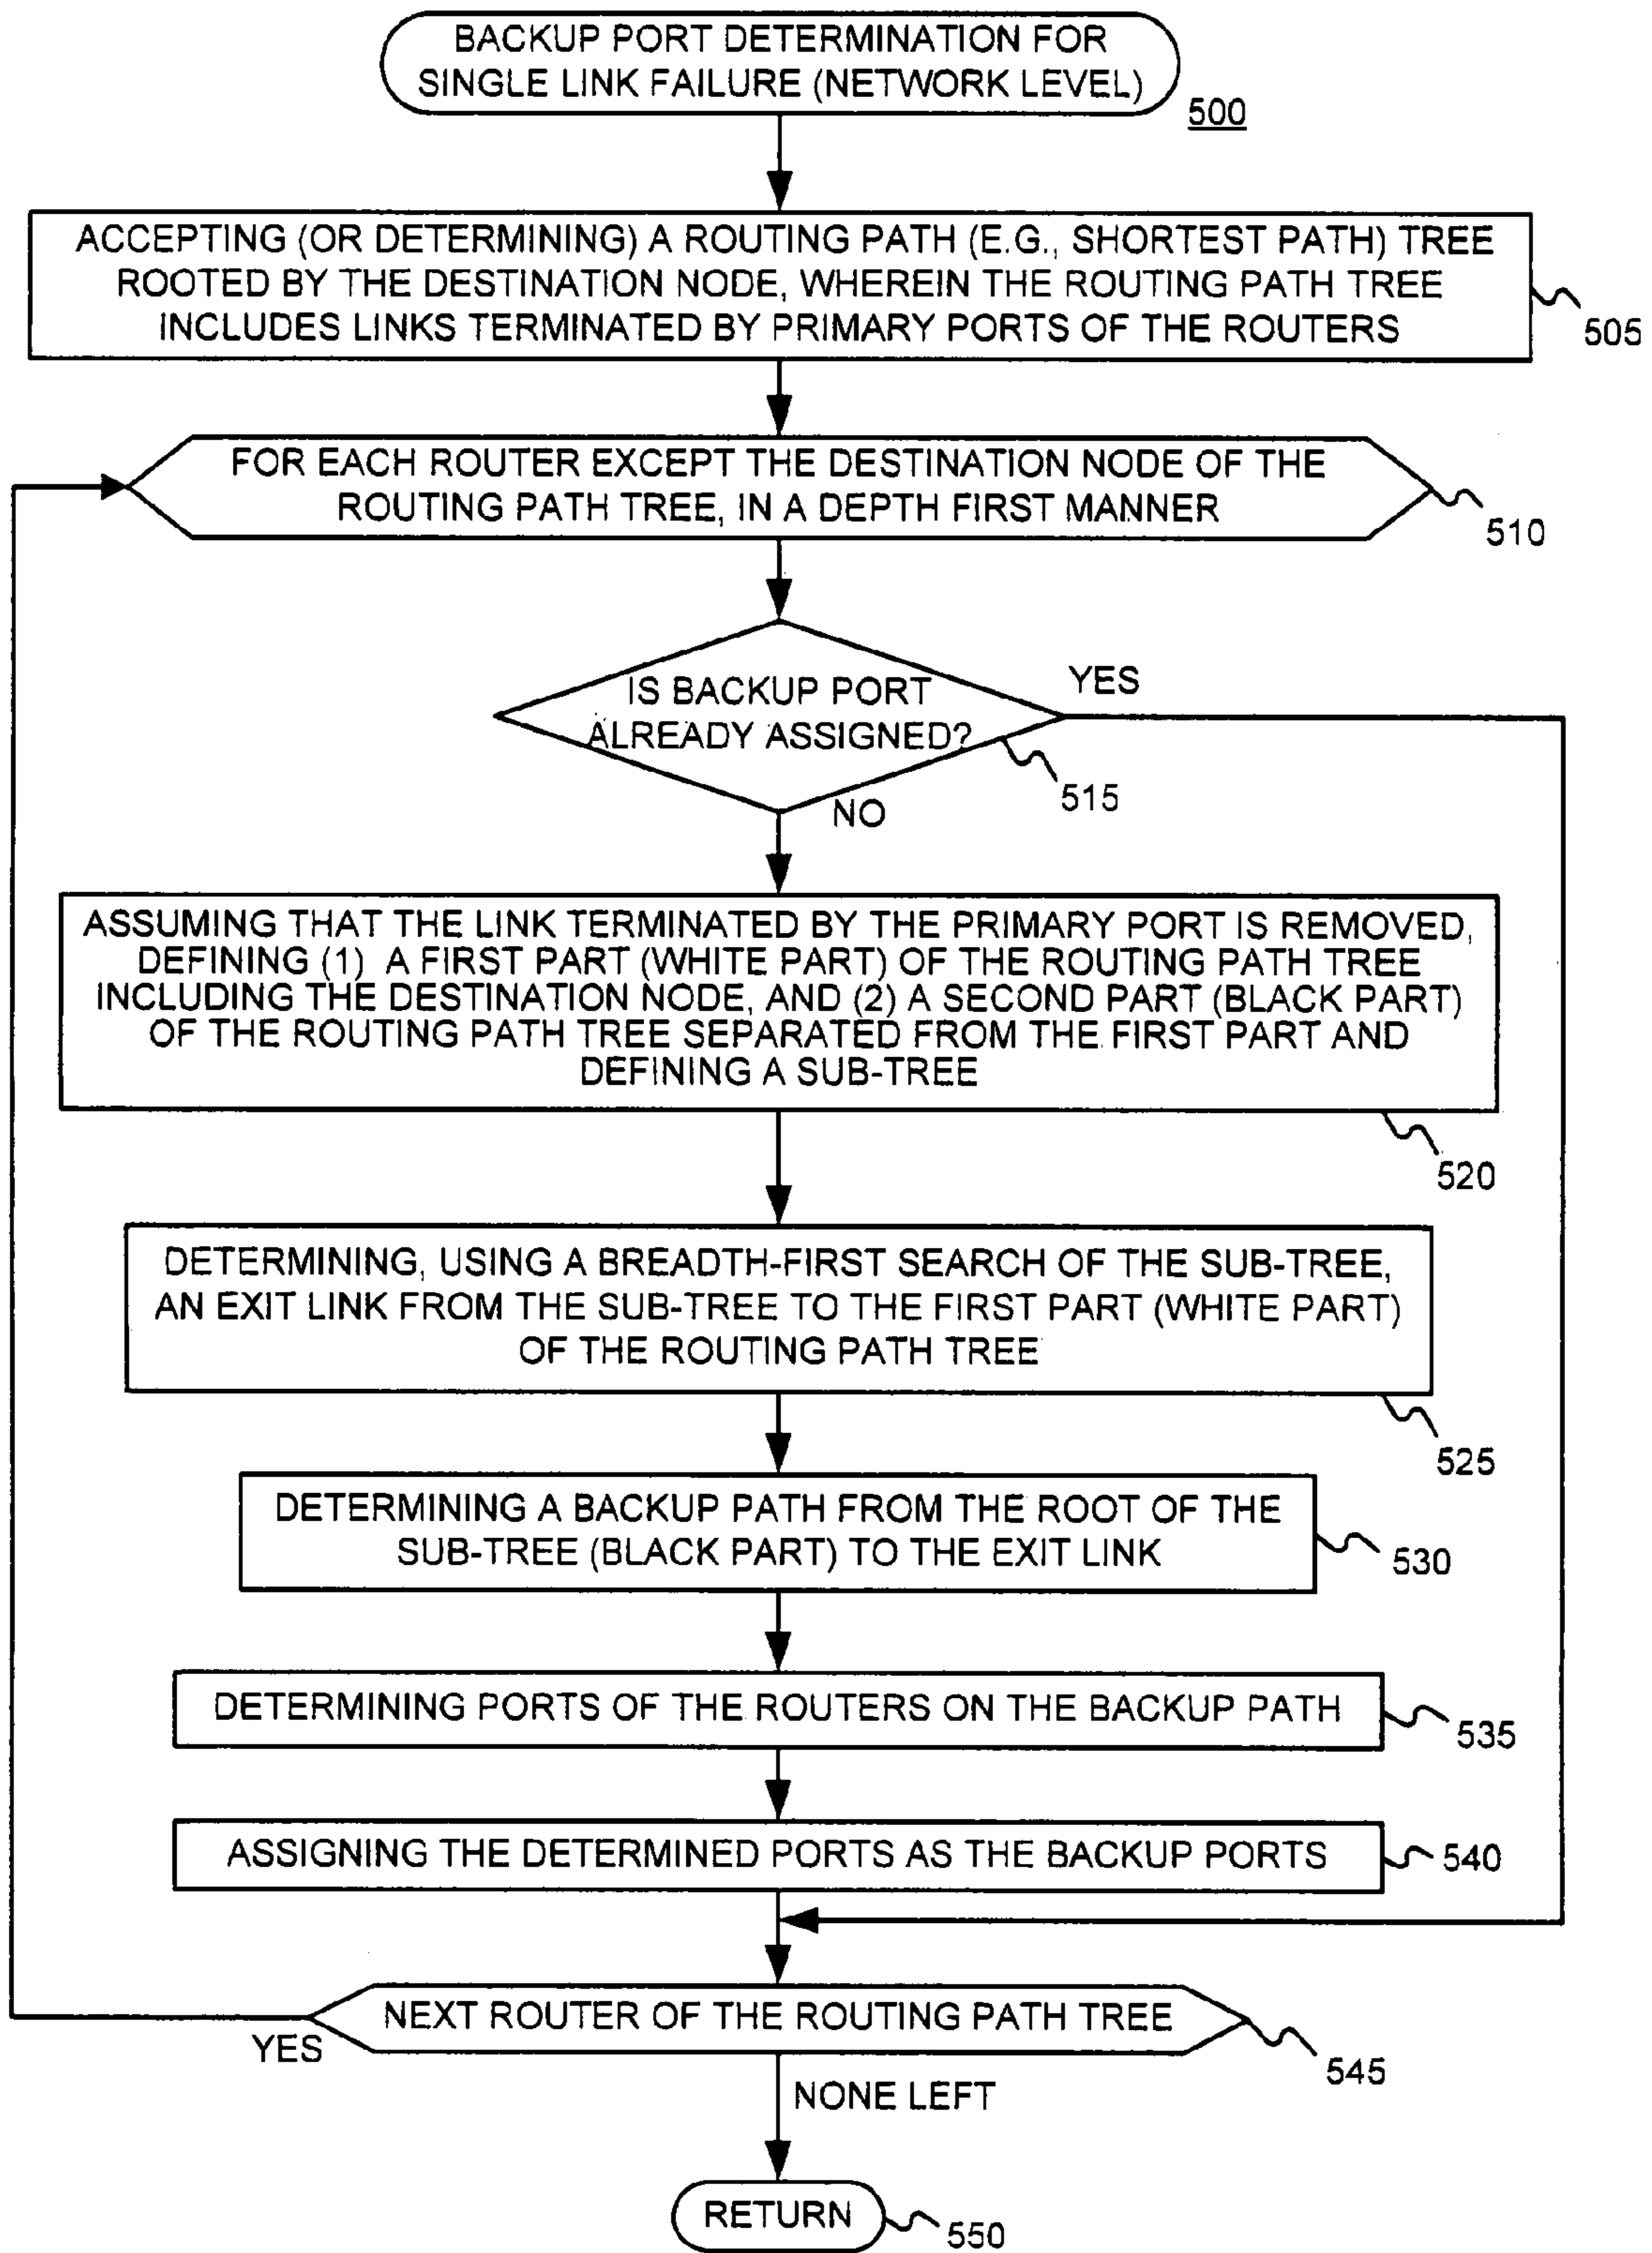 BACKUP PORT DETERMINATION FOR
SINGLE LINK FAILURE (NETWORK LEVEL)
500
ACCEPTING (OR DETERMINING) A ROUTING PATH (E.G., SHORTEST PATH) TREE
ROOTED BY THE DESTINATION NODE, WHEREIN THE ROUTING PATH TREE
INCLUDES LINKS TERMINATED BY PRIMARY PORTS OF THE ROUTERS
505
FOR EACH ROUTER EXCEPT THE DESTINATION NODE OF THE
ROUTING PATH TREE, IN A DEPTH FIRST MANNER
510
IS BACKUP PORT
ALREADY ASSIGNED?
YES
515
NO
ASSUMING THAT THE LINK TERMINATED BY THE PRIMARY PORT IS REMOVED,
DEFINING (1) A FIRST PART (WHITE PART) OF THE ROUTING PATH TREE
INCLUDING THE DESTINATION NODE, AND (2) A SECOND PART (BLACK PART)
OF THE ROUTING PATH TREE SEPARATED FROM THE FIRST PART AND
DEFINING A SUB-TREE
520
DETERMINING, USING A BREADTH-FIRST SEARCH OF THE SUB-TREE,
AN EXIT LINK FROM THE SUB-TREE TO THE FIRST PART (WHITE PART)
OF THE ROUTING PATH TREE
525
DETERMINING A BACKUP PATH FROM THE ROOT OF THE
SUB-TREE (BLACK PART) TO THE EXIT LINK
530
DETERMINING PORTS OF THE ROUTERS ON THE BACKUP PATH
535
ASSIGNING THE DETERMINED PORTS AS THE BACKUP PORTS
540
NEXT ROUTER OF THE ROUTING PATH TREE
YES
545
NONE LEFT
RETURN
550